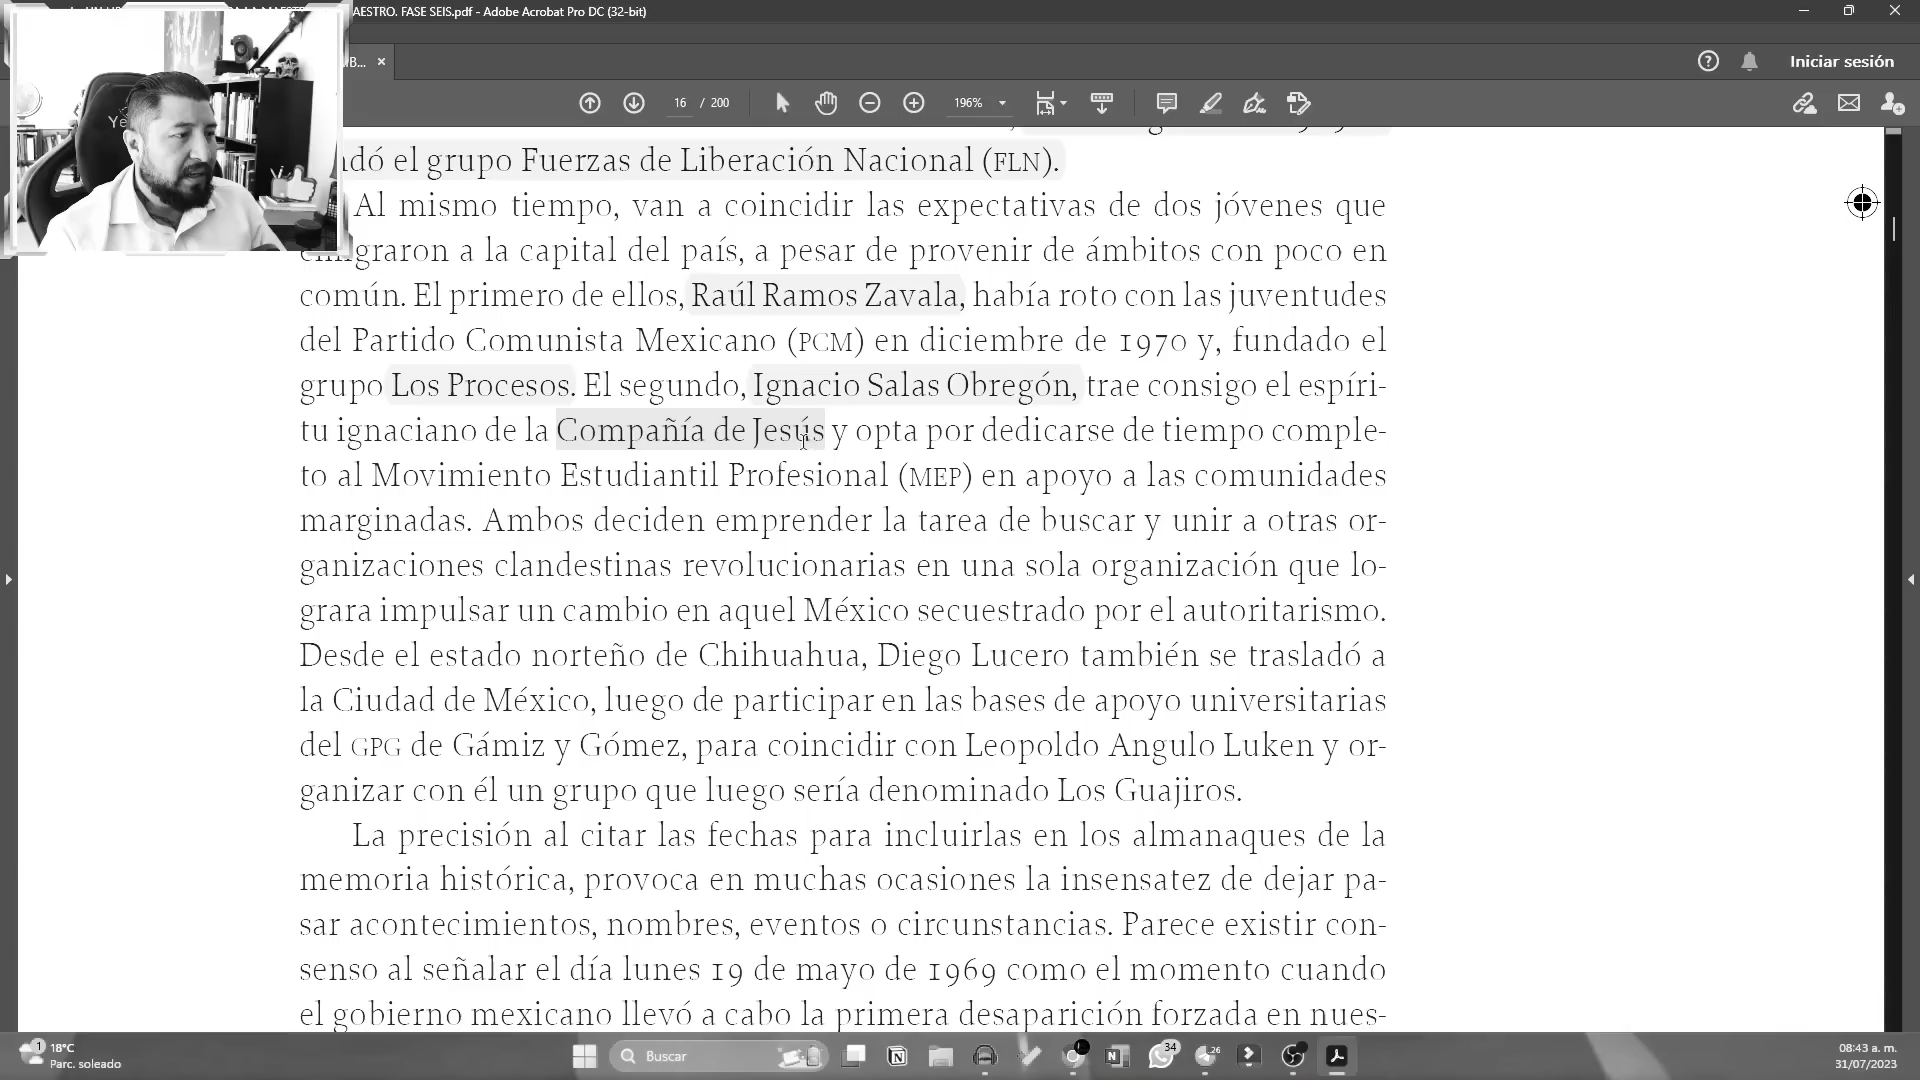 AESTRO. FASE SEIS.pdf - Adobe Acrobat Pro DC (32-bit)
B...
Iniciar sesión
16 / 200
196%
Ye
ndó el grupo Fuerzas de Liberación Nacional (FLN).
Al mismo tiempo, van a coincidir las expectativas de dos jóvenes que
emigraron a la capital del país, a pesar de provenir de ámbitos con poco en
común. El primero de ellos, Raúl Ramos Zavala, había roto con las juventudes
del Partido Comunista Mexicano (PCM) en diciembre de 1970 y, fundado el
grupo Los Procesos. El segundo, Ignacio Salas Obregón, trae consigo el espíri-
tu ignaciano de la Compañía de Jesús y opta por dedicarse de tiempo comple-
to al Movimiento Estudiantil Profesional (MEP) en apoyo a las comunidades
marginadas. Ambos deciden emprender la tarea de buscar y unir a otras or-
ganizaciones clandestinas revolucionarias en una sola organización que lo-
grara impulsar un cambio en aquel México secuestrado por el autoritarismo.
Desde el estado norteño de Chihuahua, Diego Lucero también se trasladó a
la Ciudad de México, luego de participar en las bases de apoyo universitarias
del GPG de Gámiz y Gómez, para coincidir con Leopoldo Angulo Luken y or-
ganizar con él un grupo que luego sería denominado Los Guajiros.
La precisión al citar las fechas para incluirlas en los almanaques de la
memoria histórica, provoca en muchas ocasiones la insensatez de dejar pa-
sar acontecimientos, nombres, eventos o circunstancias. Parece existir con-
senso al señalar el día lunes 19 de mayo de 1969 como el momento cuando
el gobierno mexicano llevó a cabo la primera desaparición forzada en nues-
1
18°C
Parc. soleado
Buscar
34
26
08:43 a. m.
31/07/2023